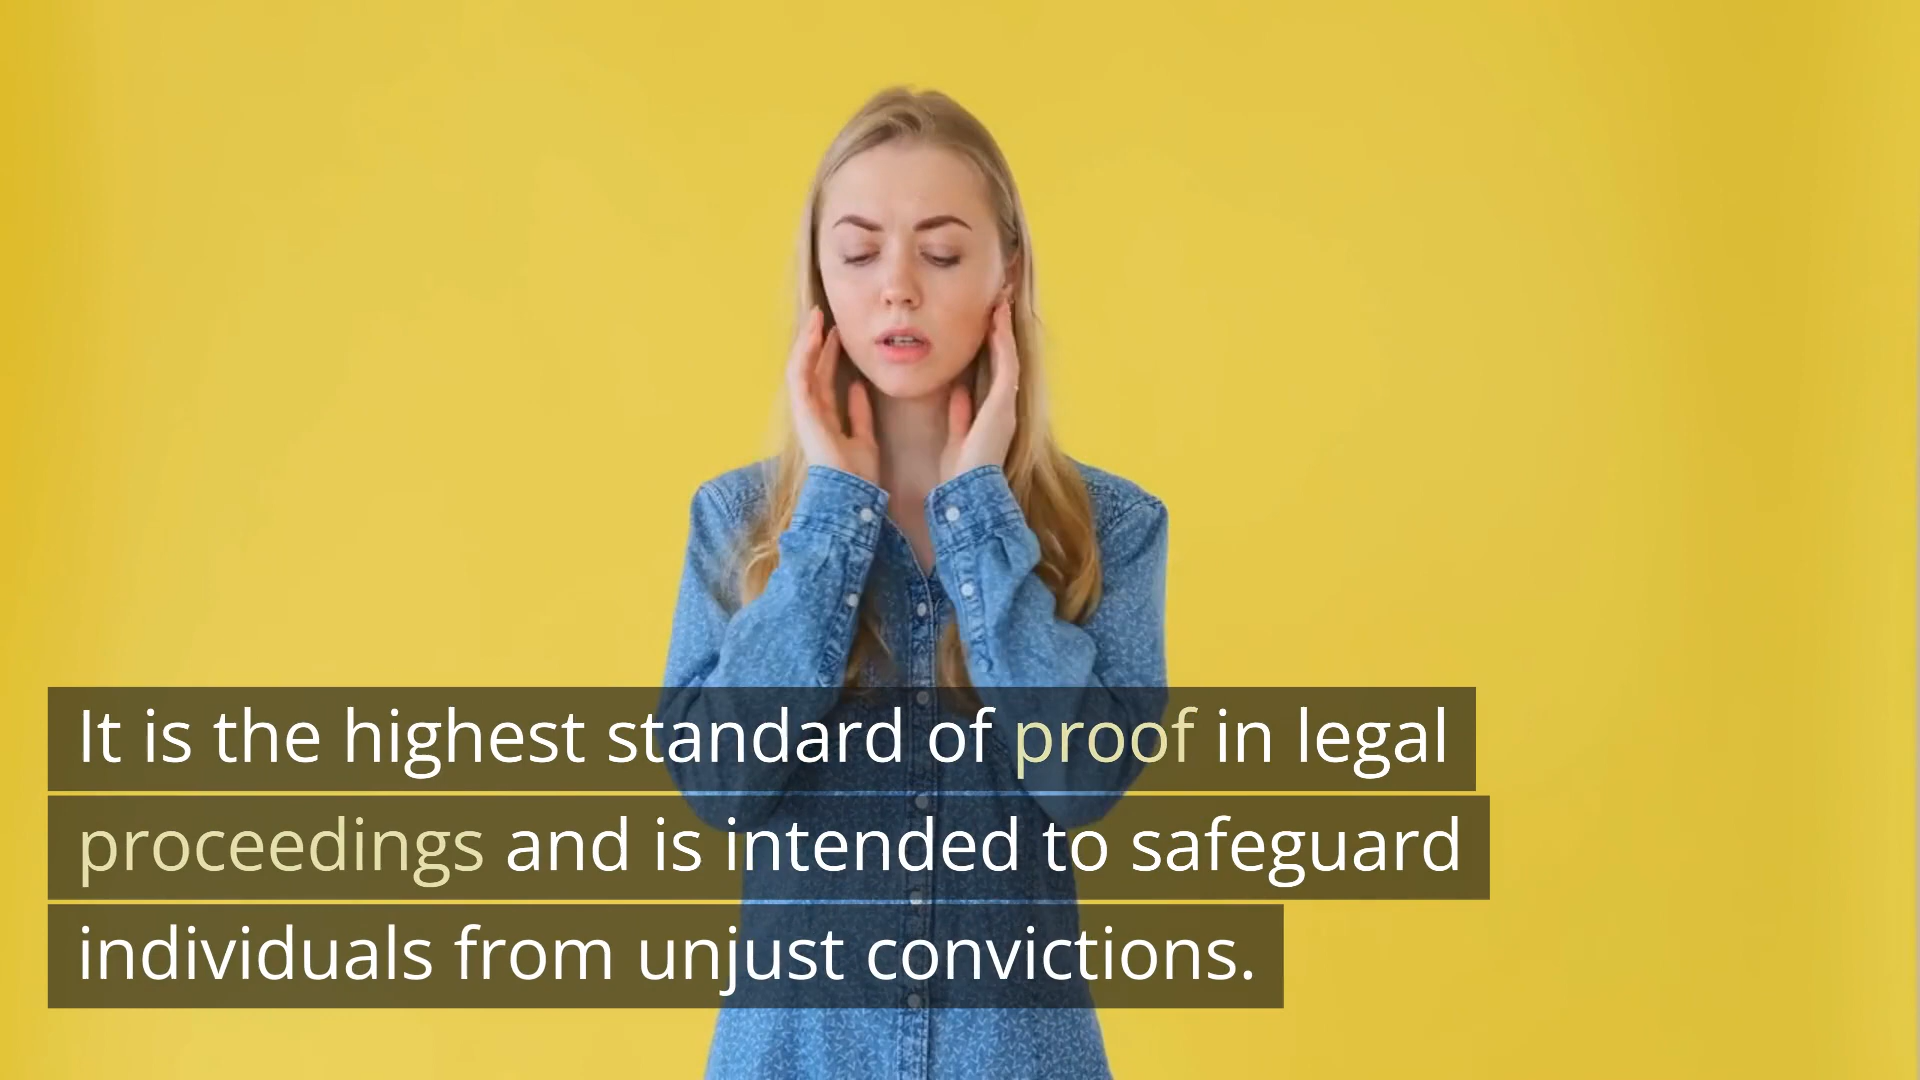 It is the highest standard of proof in legal
proceedings and is intended to safeguard
individuals from unjust convictions.